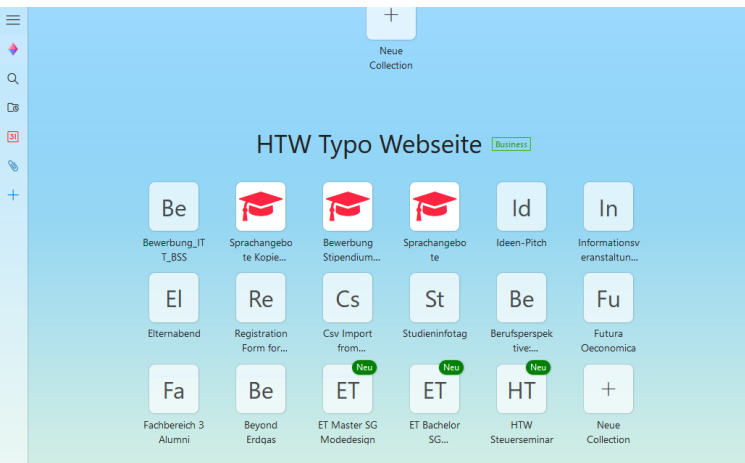 Neue
Collection
31
HTW Typo Webseite Business
Be Id In
Bewerbung_IT Sprachangebo Bewerbung Sprachangebo Ideen-Pitch Informationsv
T_BSS te Kopie... Stipendium... te eranstaltun...
El Re Cs St Be Fu
Elternabend Registration Csv Import Studieninfotag Berufsperspek Futura
Form for... from... tive:... Oeconomica
Neu Neu Neu
Fa Be ET ET HT
Fachbereich 3 Beyond ET Master SG ET Bachelor HTW Neue
Alumni Erdgas Modedesign SG... Steuerseminar Collection